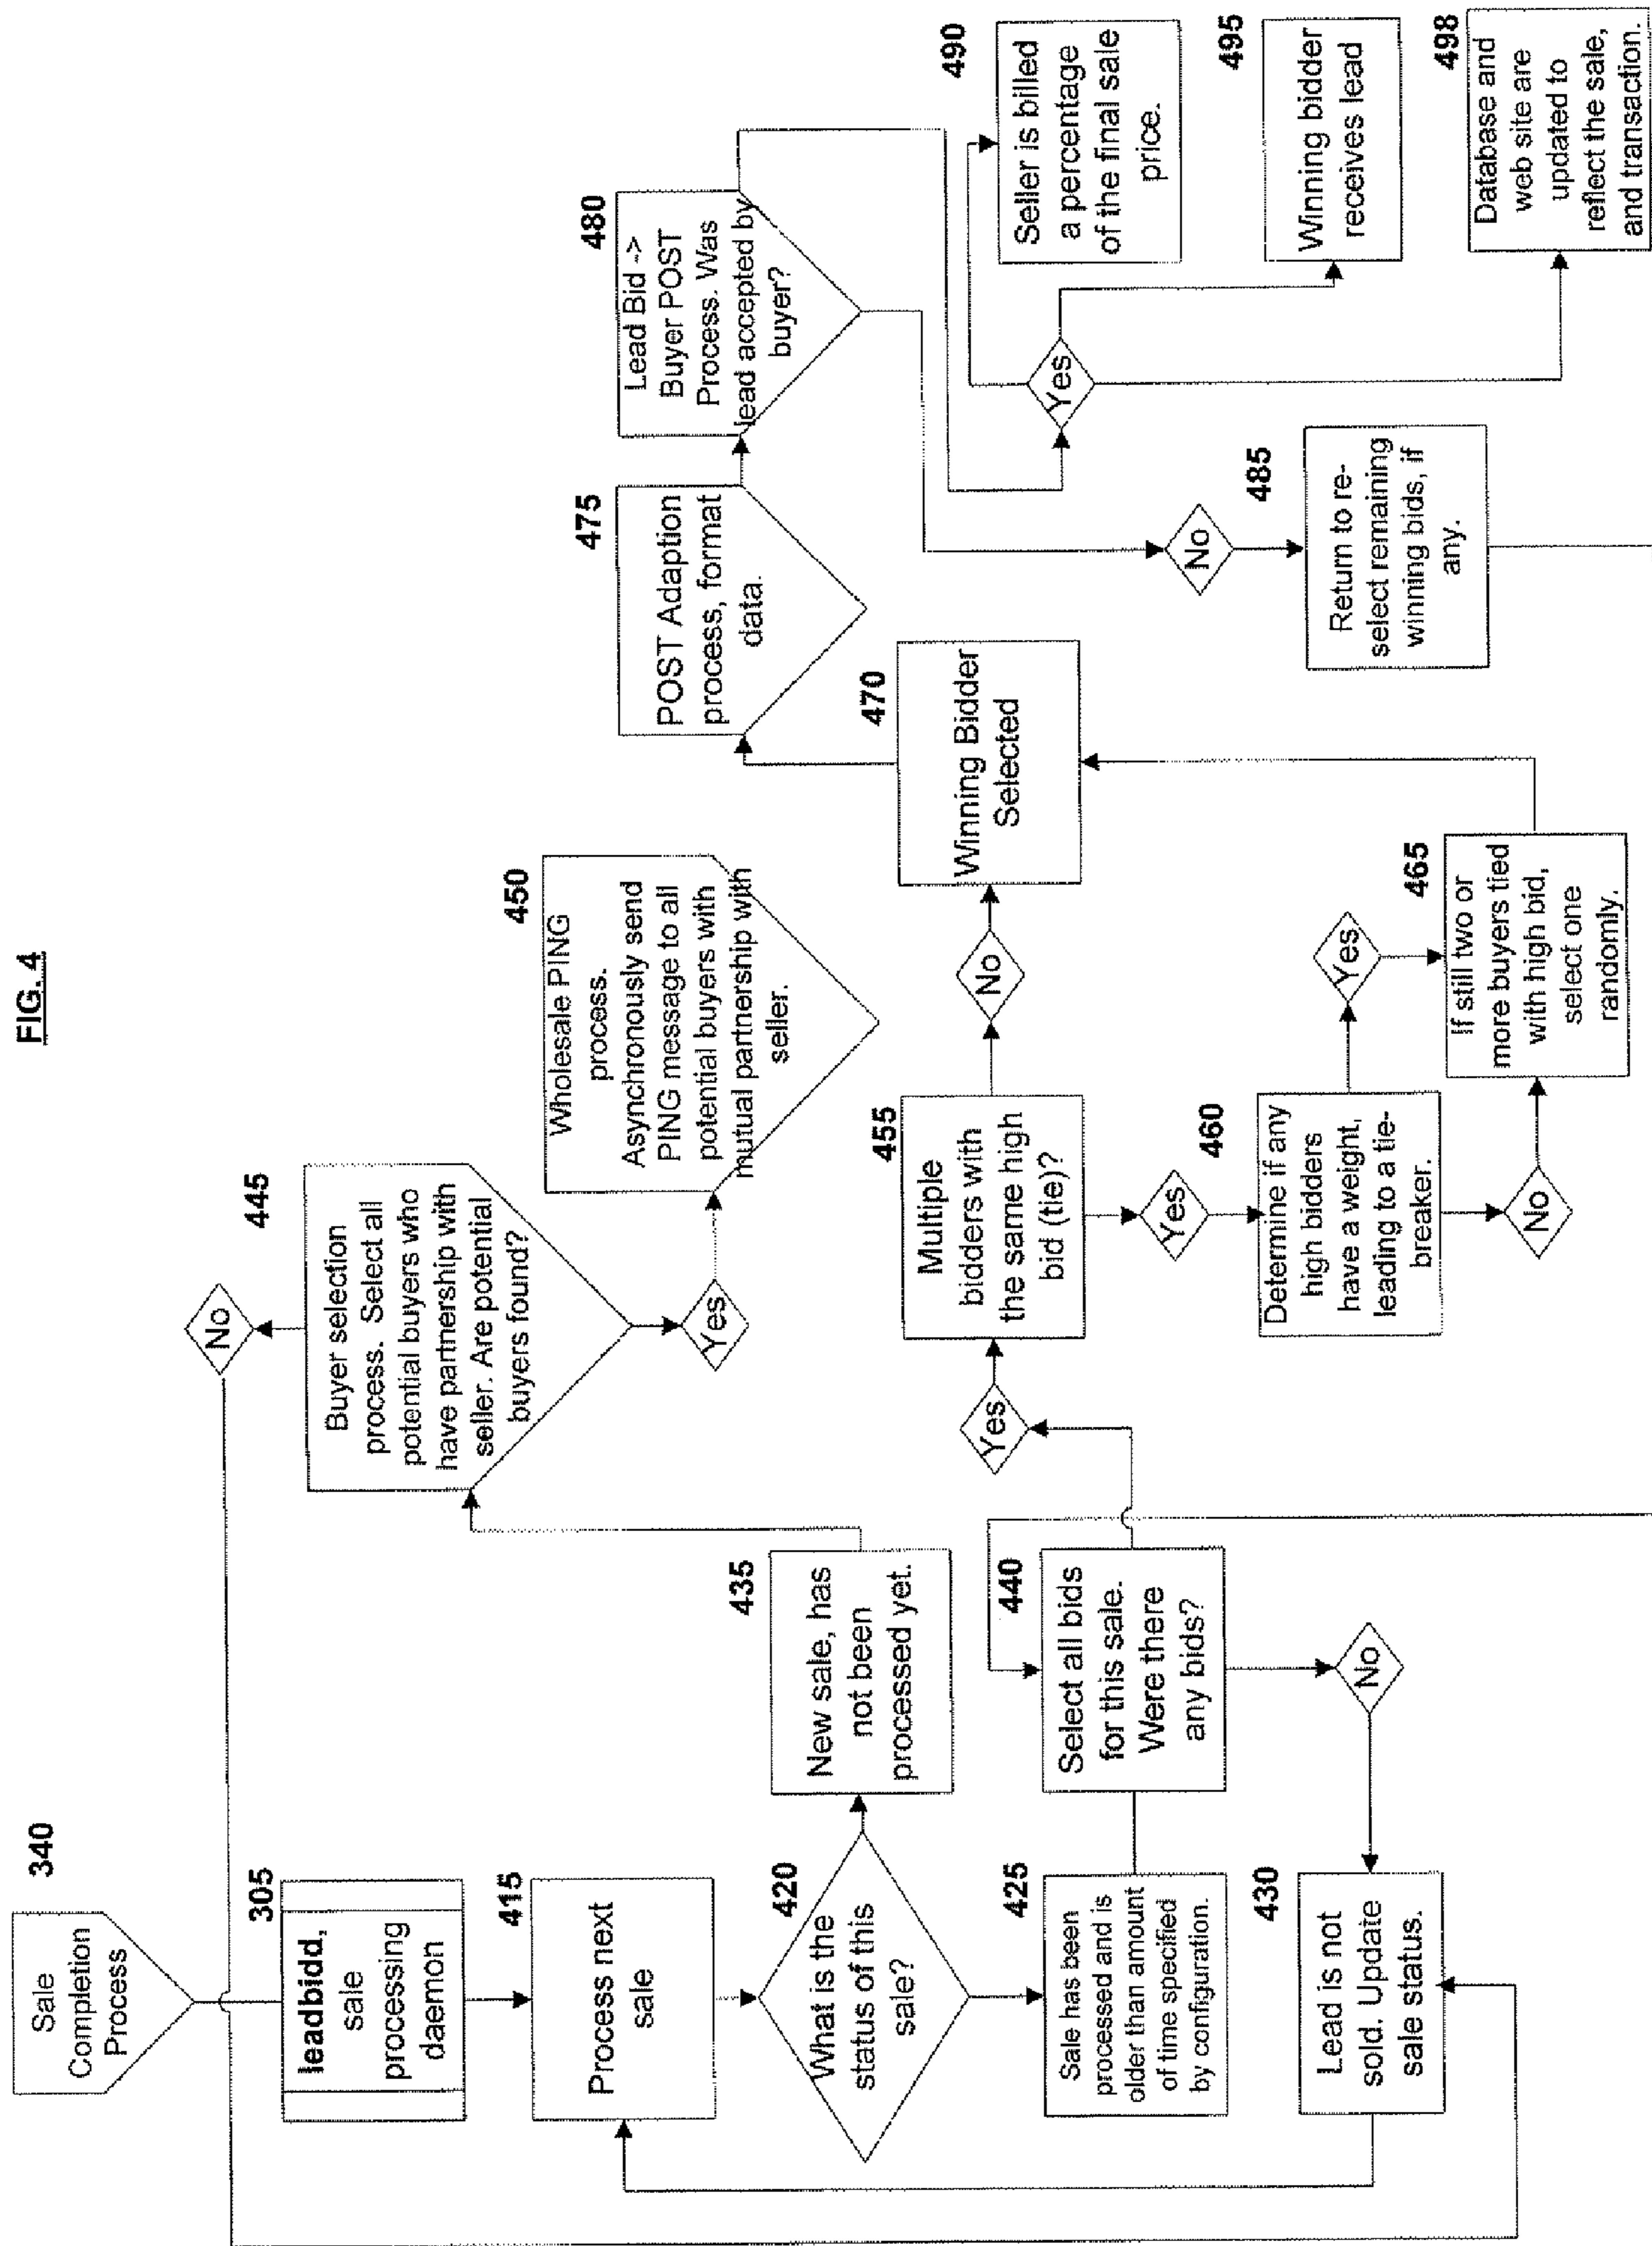 FIG. 4
340
Sale
Completion
Process
305
leadbidd,
sale
processing
daemon
415
Process next
sale
420
What is the
status of this
sale?
425
Sale has been
processed and is
older than amount
of time specified
by configuration.
430
Lead is not
sold. Update
sale status.
435
New sale, has
not been
processed yet.
440
Select all bids
for this sale.
Were there
any bids?
No
Yes
445
Buyer selection
process. Select all
potential buyers who
have partnership with
seller. Are potential
buyers found?
No
Yes
450
Wholesale PING
process.
Asynchronously send
PING message to all
potential buyers with
mutual partnership with
seller.
455
Multiple
bidders with
the same high
bid (tie)?
No
Yes
460
Determine if any
high bidders
have a weight,
leading to a tie-
breaker.
Yes
No
465
If still two or
more buyers tied
with high bid,
select one
randomly.
470
Winning Bidder
Selected
475
POST Adaption
process, format
data.
480
Lead Bid ->
Buyer POST
Process. Was
lead accepted by
buyer?
No
Yes
485
Return to re-
select remaining
winning bids, if
any.
490
Seller is billed
a percentage
of the final sale
price.
495
Winning bidder
receives lead
498
Database and
web site are
updated to
reflect the sale,
and transaction.